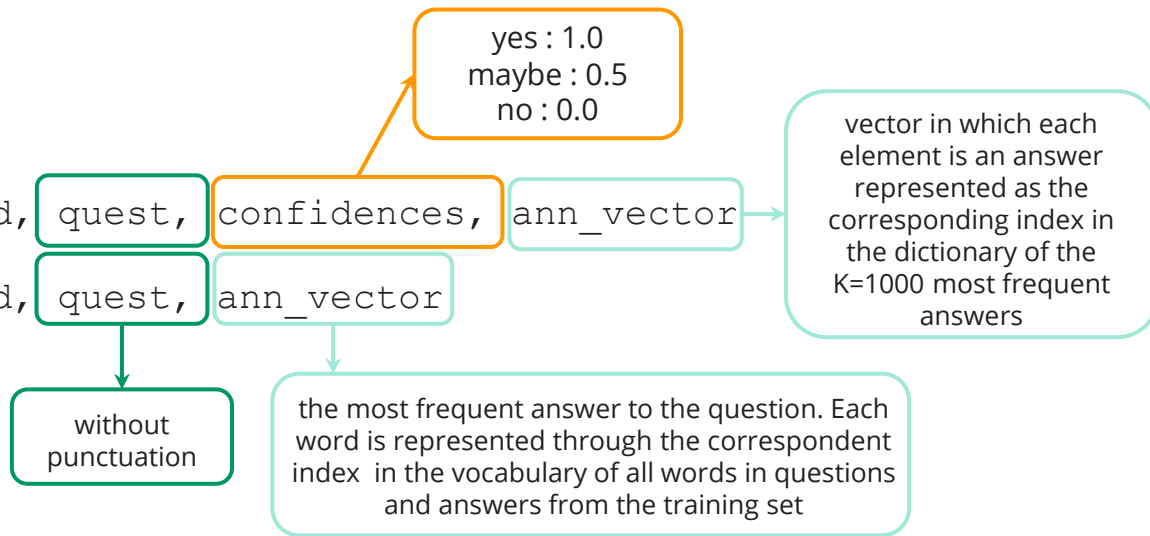 yes : 1.0
maybe : 0.5
no : 0.0
vector in which each
element is an answer
represented as the
corresponding index in
the dictionary of the
K=1000 most frequent
answers
d, quest, confidences, ann_vector
d, quest, ann_vector
without
punctuation
the most frequent answer to the question. Each
word is represented through the correspondent
index in the vocabulary of all words in questions
and answers from the training set